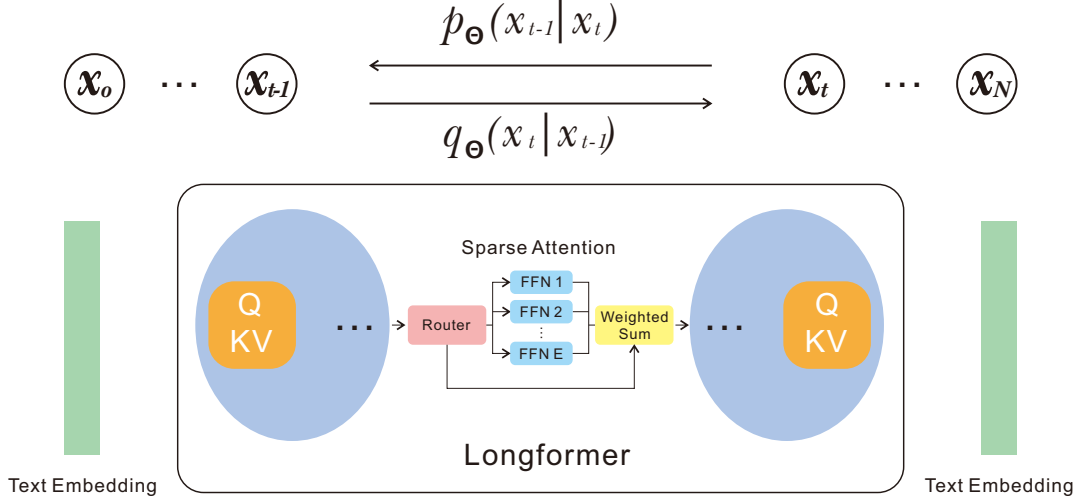 pΘ(xt-1|xt)
xo ... xt-1 xt ... xN
qΘ(xt|xt-1)
Sparse Attention
Q
KV
...
Router
FFN 1
FFN 2
⋮
FFN E
Weighted
Sum
...
Q
KV
Longformer
Text Embedding
Text Embedding